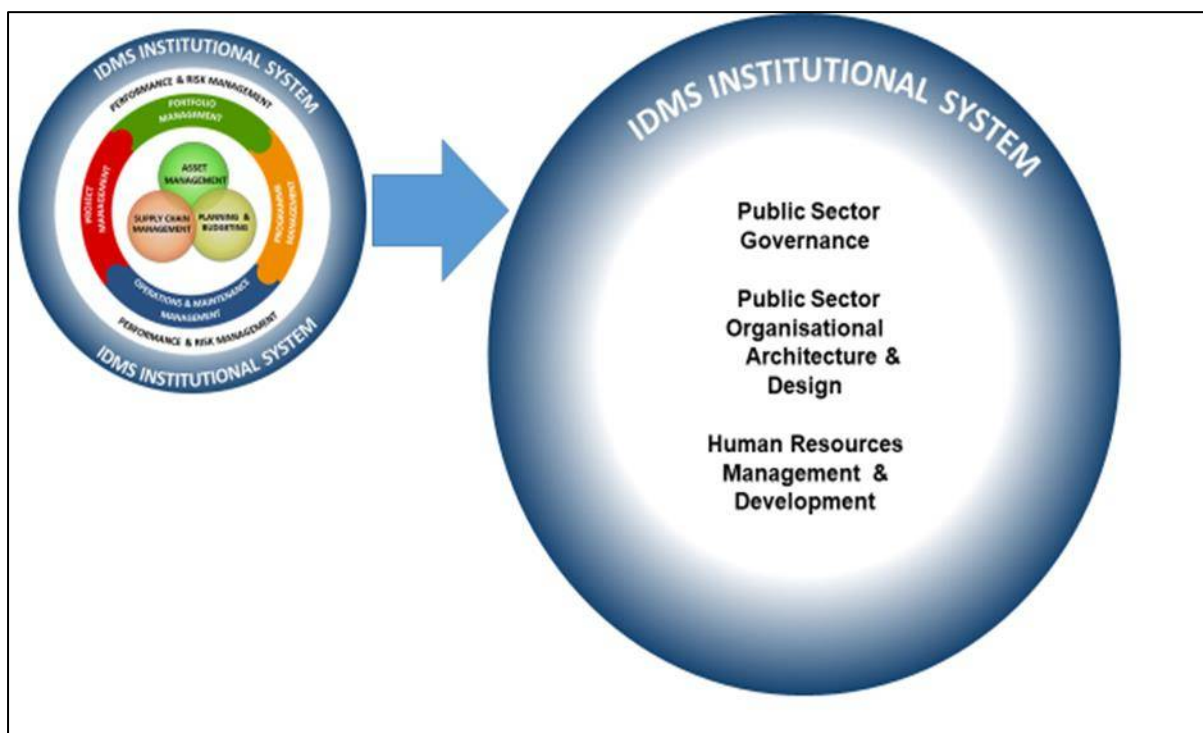 IDMS INSTITUTIONAL SYSTEM
PERFORMANCE & RISK MANAGEMENT
PORTFOLIO
MANAGEMENT
PROJECT
MANAGEMENT
PROGRAMME
MANAGEMENT
ASSET
MANAGEMENT
SUPPLY CHAIN
MANAGEMENT
PLANNING &
BUDGETING
OPERATIONS & MAINTENANCE
MANAGEMENT
PERFORMANCE & RISK MANAGEMENT
IDMS INSTITUTIONAL SYSTEM
IDMS INSTITUTIONAL SYSTEM
Public Sector
Governance
Public Sector
Organisational
Architecture &
Design
Human Resources
Management &
Development